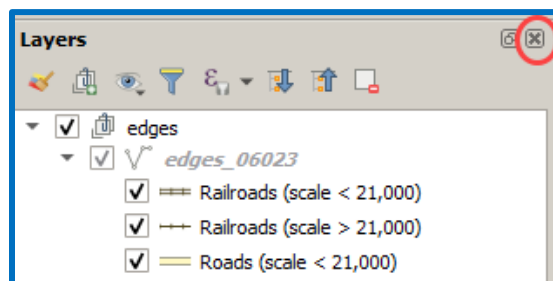 Layers
edges
edges_06023
Railroads (scale < 21,000)
Railroads (scale > 21,000)
Roads (scale < 21,000)